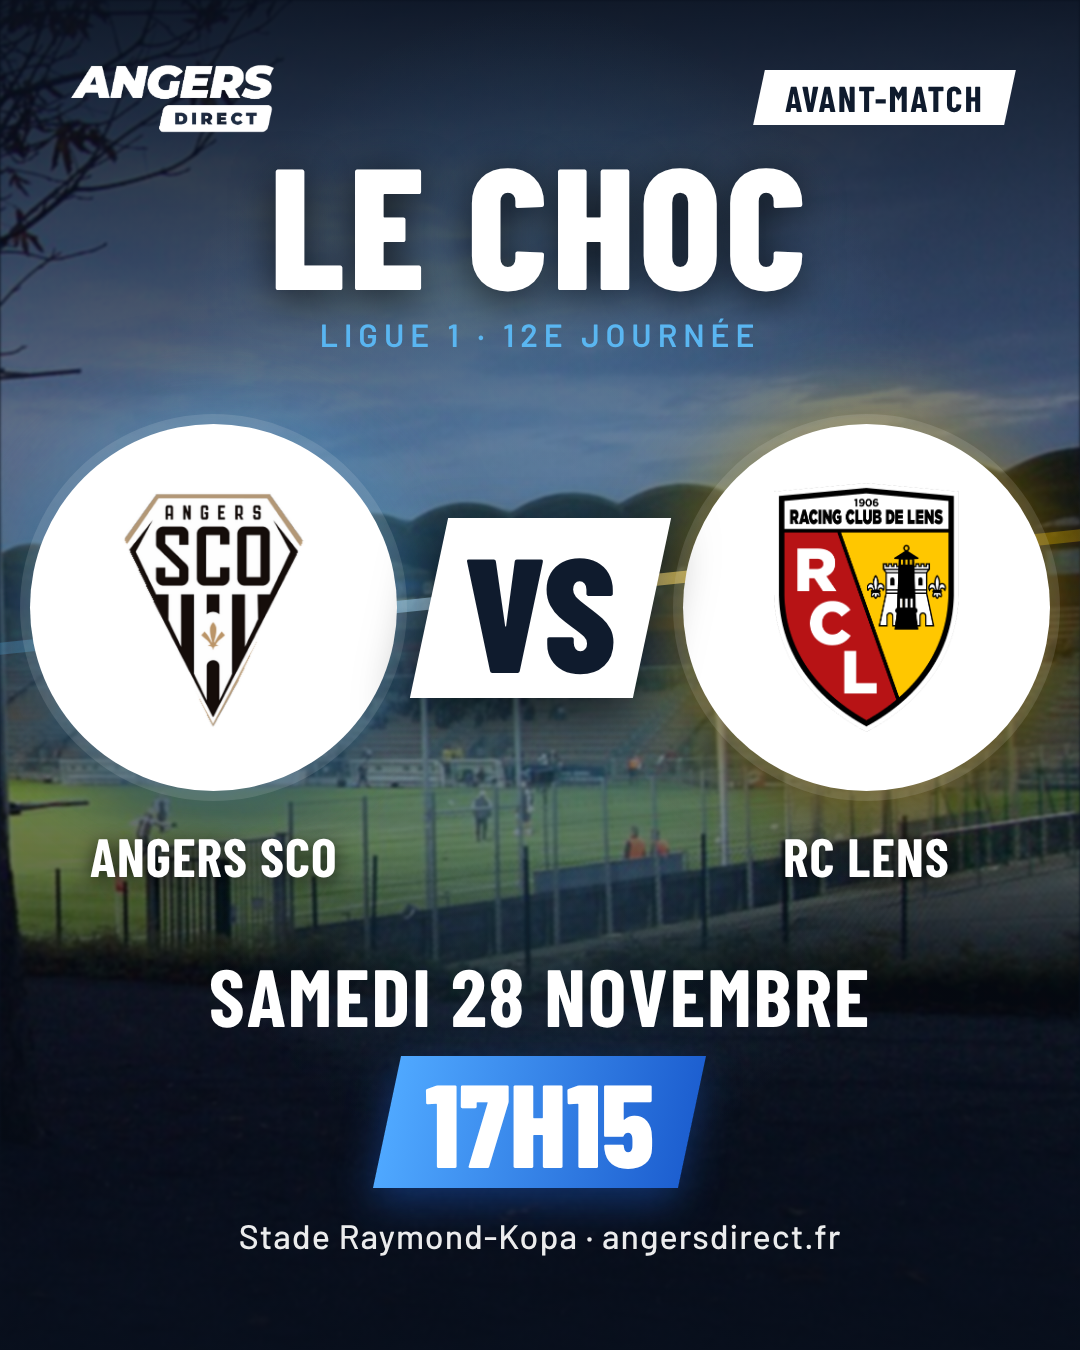 ANGERS
DIRECT
AVANT-MATCH
LE CHOC
LIGUE 1 · 12E JOURNÉE
ANGERS
SCO
VS
1906
RACING CLUB DE LENS
R
C
L
ANGERS SCO
RC LENS
SAMEDI 28 NOVEMBRE
17H15
Stade Raymond-Kopa · angersdirect.fr